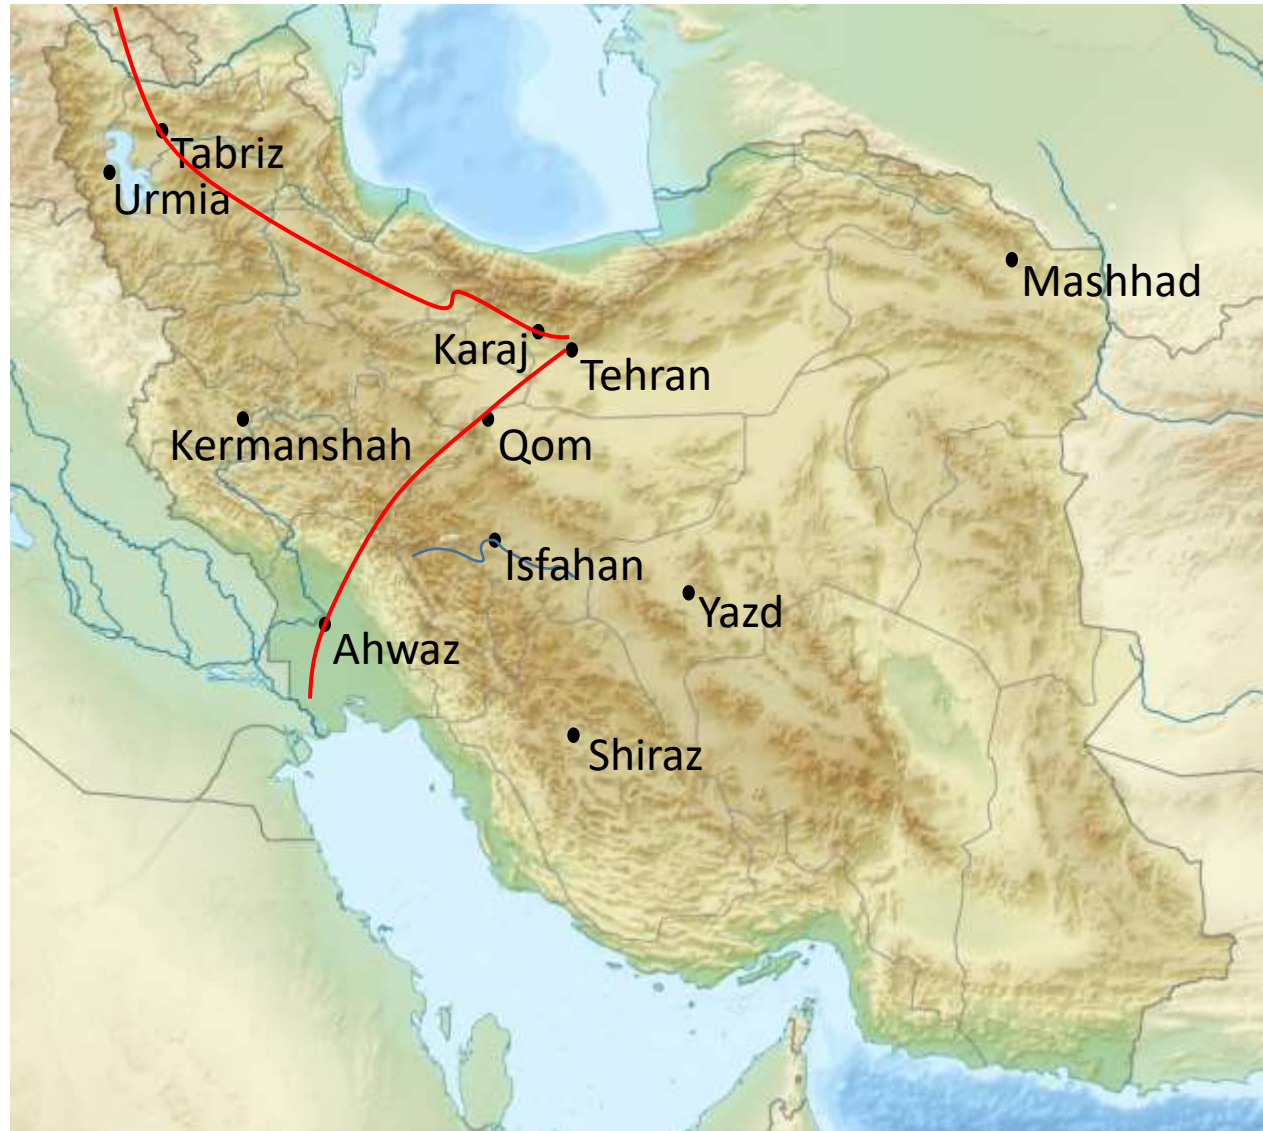 Tabriz
Urmia
Mashhad
Karaj
Tehran
Kermanshah
Qom
Isfahan
Yazd
Ahwaz
Shiraz